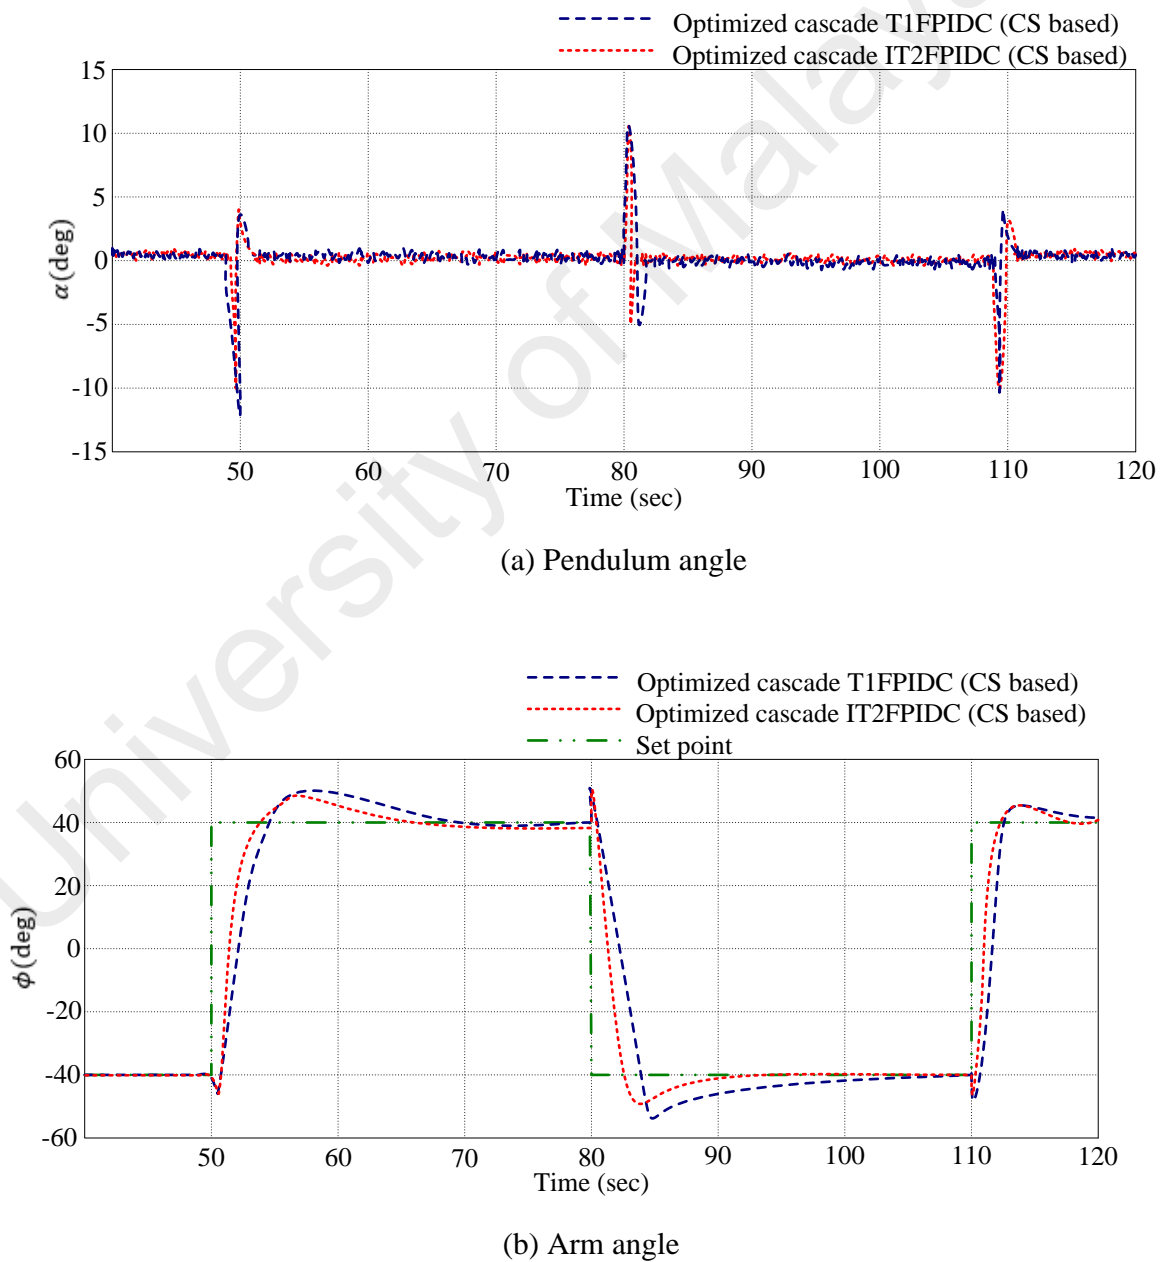 Optimized cascade T1FPIDC (CS based)
Optimized cascade IT2FPIDC (CS based)
15
10
5
0
-5
-10
-15
α(deg)
50 60 70 80 90 100 110 120
Time (sec)
(a) Pendulum angle
Optimized cascade T1FPIDC (CS based)
Optimized cascade IT2FPIDC (CS based)
Set point
60
40
20
0
-20
-40
-60
ϕ(deg)
50 60 70 80 90 100 110 120
Time (sec)
(b) Arm angle
University of Malaya